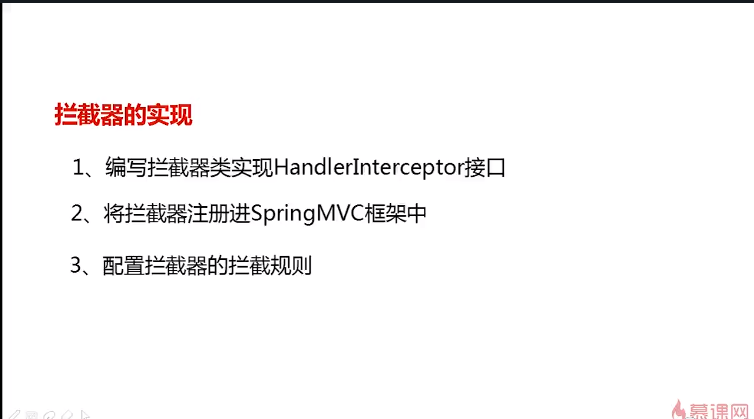 拦截器的实现
1、编写拦截器类实现HandlerInterceptor接口
2、将拦截器注册进SpringMVC框架中
3、配置拦截器的拦截规则
慕课网